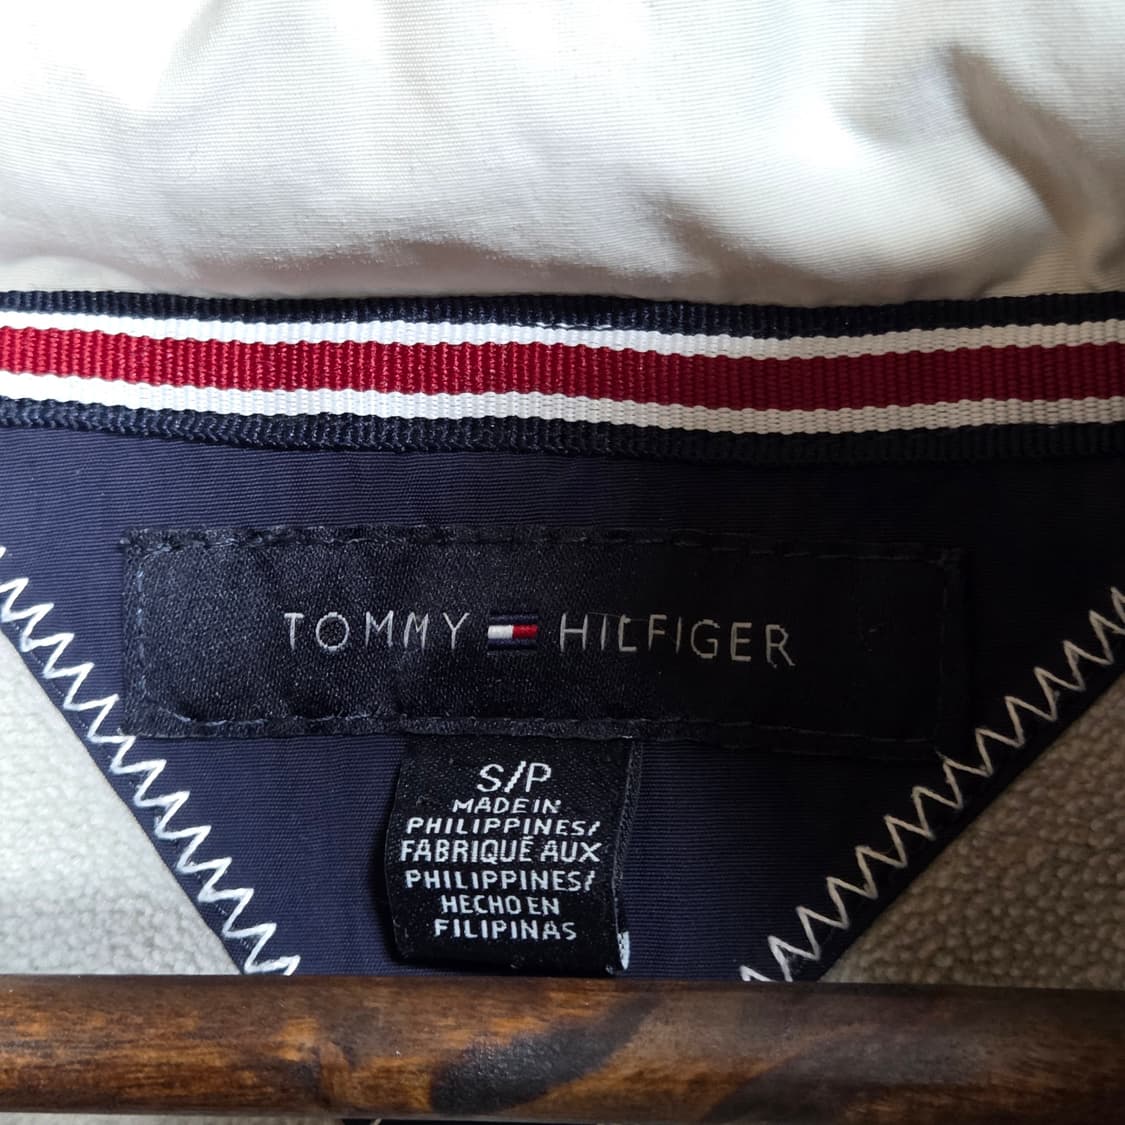 TOMMY HILFIGER
S/P
MADE IN
PHILIPPINES/
FABRIQUÉ AUX
PHILIPPINES/
HECHO EN
FILIPINAS